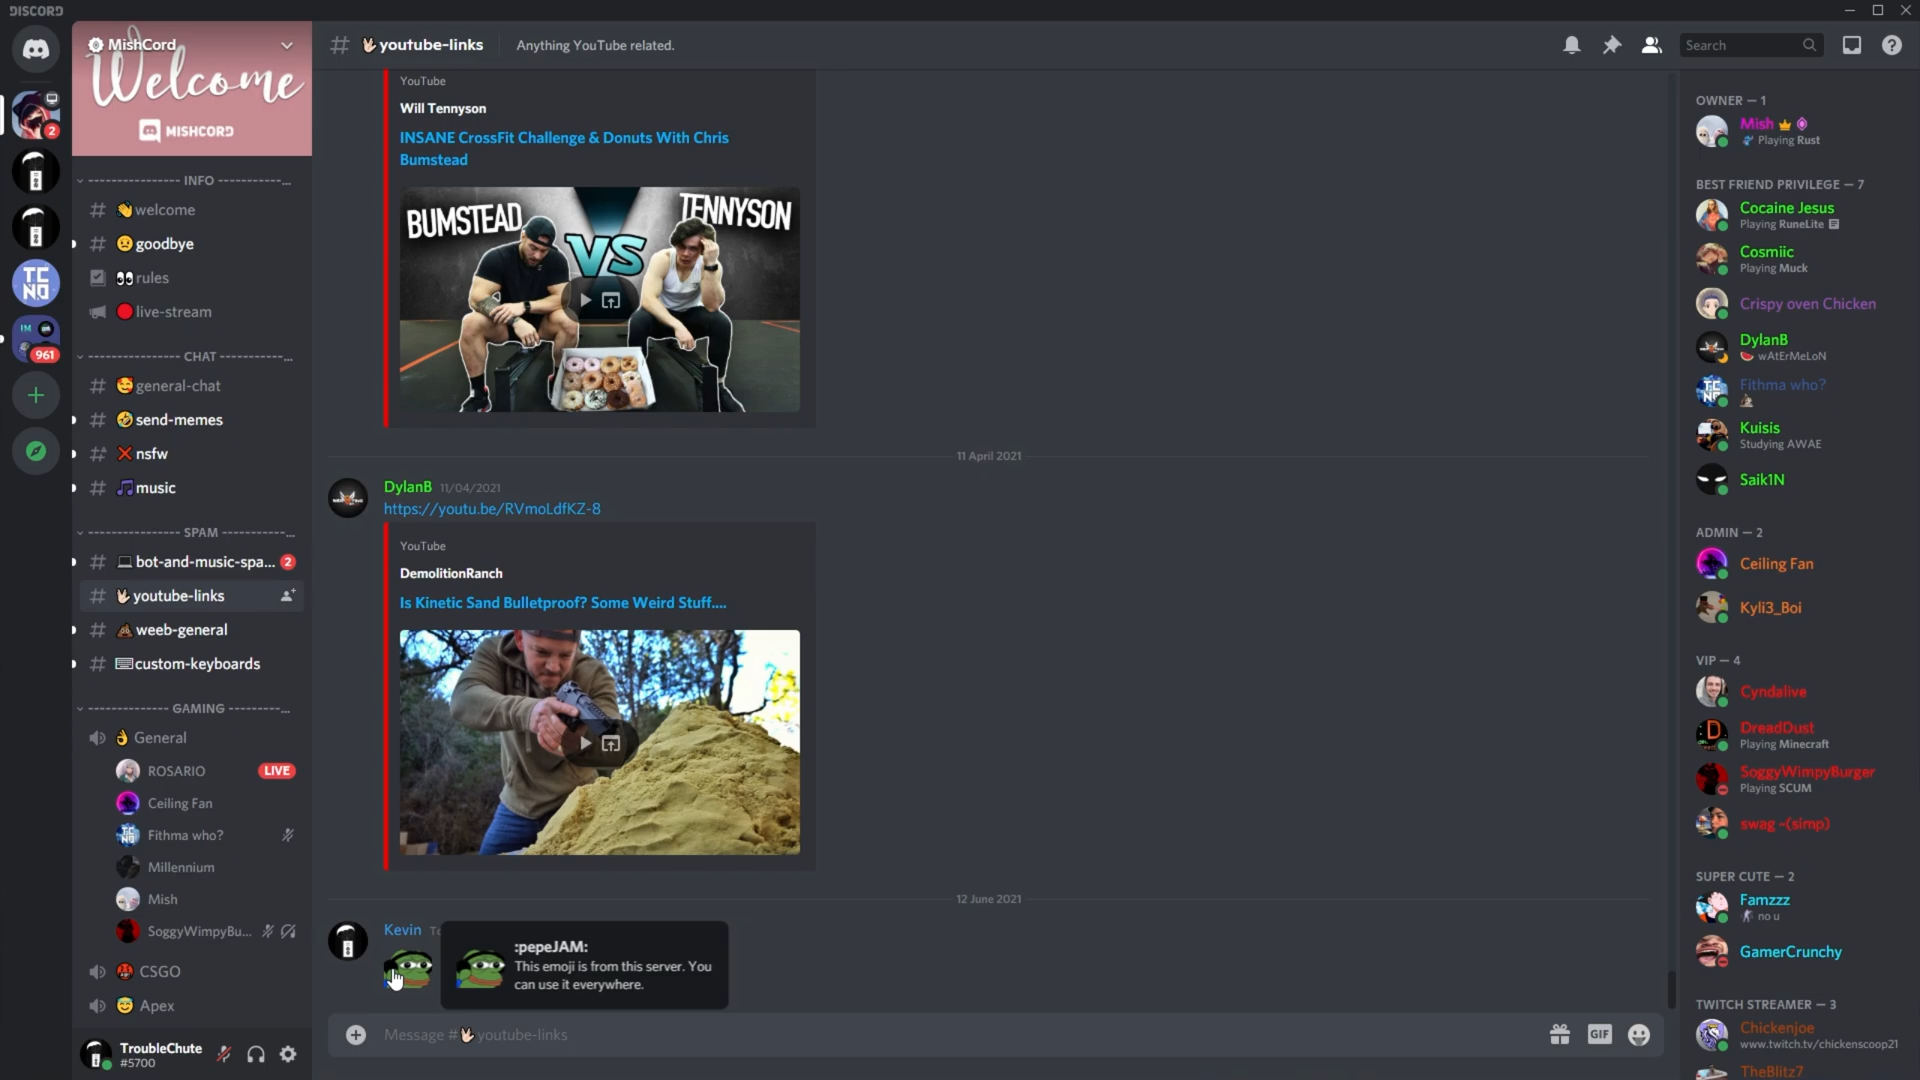 DISCORD
MishCord
Welcome
MISHCORD
---------------- INFO -----------...
welcome
goodbye
rules
live-stream
---------------- CHAT -----------...
general-chat
send-memes
nsfw
music
---------------- SPAM ------------...
bot-and-music-spa...
2
youtube-links
weeb-general
custom-keyboards
-------------- GAMING ---------...
General
ROSARIO
LIVE
Ceiling Fan
Fithma who?
Millennium
Mish
SoggyWimpyBu...
CSGO
Apex
TroubleChute
#5700
2
TC
NO
IM
961
youtube-links
Anything YouTube related.
Search
YouTube
Will Tennyson
INSANE CrossFit Challenge & Donuts With Chris
Bumstead
BUMSTEAD
VS
TENNYSON
11 April 2021
DylanB 11/04/2021
https://youtu.be/RVmoLdfKZ-8
YouTube
DemolitionRanch
Is Kinetic Sand Bulletproof? Some Weird Stuff....
12 June 2021
Kevin
:pepeJAM:
This emoji is from this server. You
can use it everywhere.
Message # youtube-links
GIF
OWNER — 1
Mish
Playing Rust
BEST FRIEND PRIVILEGE — 7
Cocaine Jesus
Playing RuneLite
Cosmiic
Playing Muck
Crispy oven Chicken
DylanB
wAtErMeLoN
Fithma who?
Kuisis
Studying AWAE
Saik1N
ADMIN — 2
Ceiling Fan
Kyli3_Boi
VIP — 4
Cyndalive
DreadDust
Playing Minecraft
SoggyWimpyBurger
Playing SCUM
swag ~(simp)
SUPER CUTE — 2
Famzzz
no u
GamerCrunchy
TWITCH STREAMER — 3
Chickenjoe
www.twitch.tv/chickenscoop21
TheBlitz7